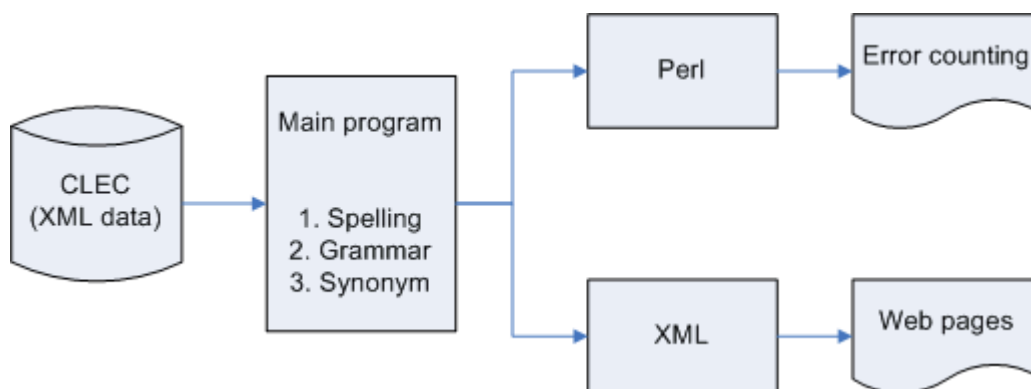 CLEC
(XML data)
Main program
1. Spelling
2. Grammar
3. Synonym
Perl
Error counting
XML
Web pages